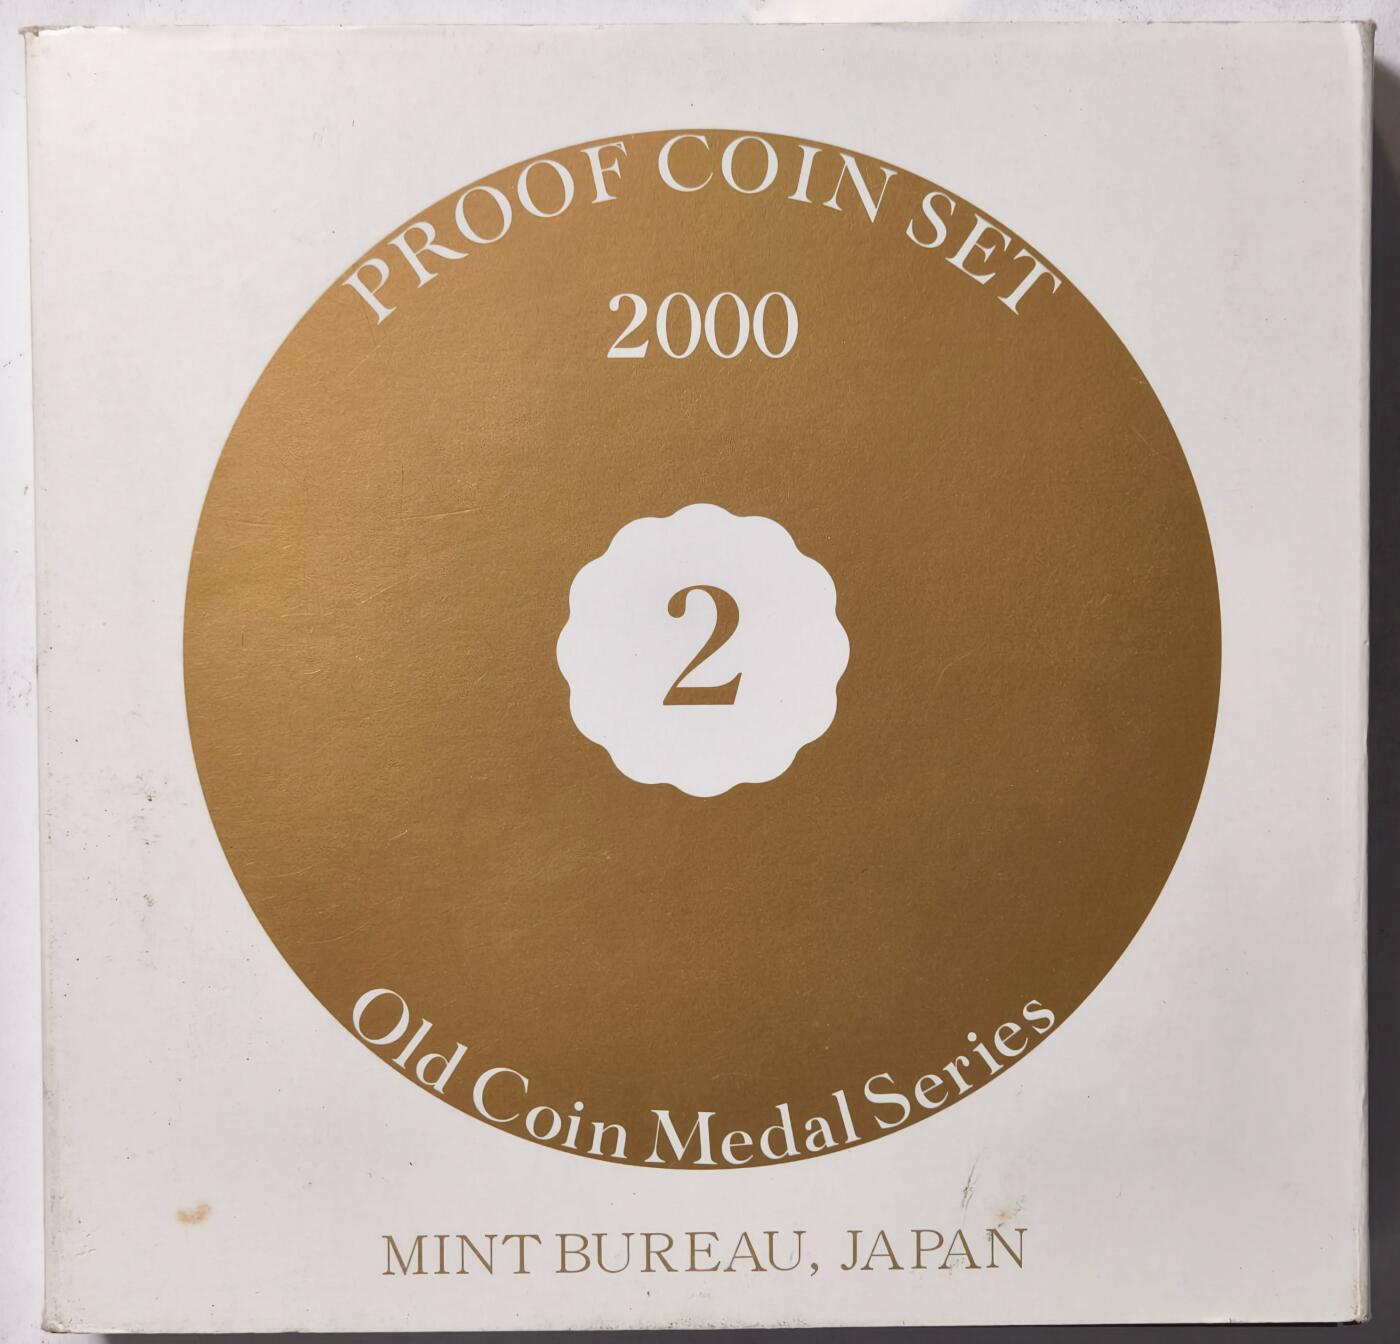 PROOF COIN SET
2000
2
Old Coin Medal Series
MINT BUREAU, JAPAN